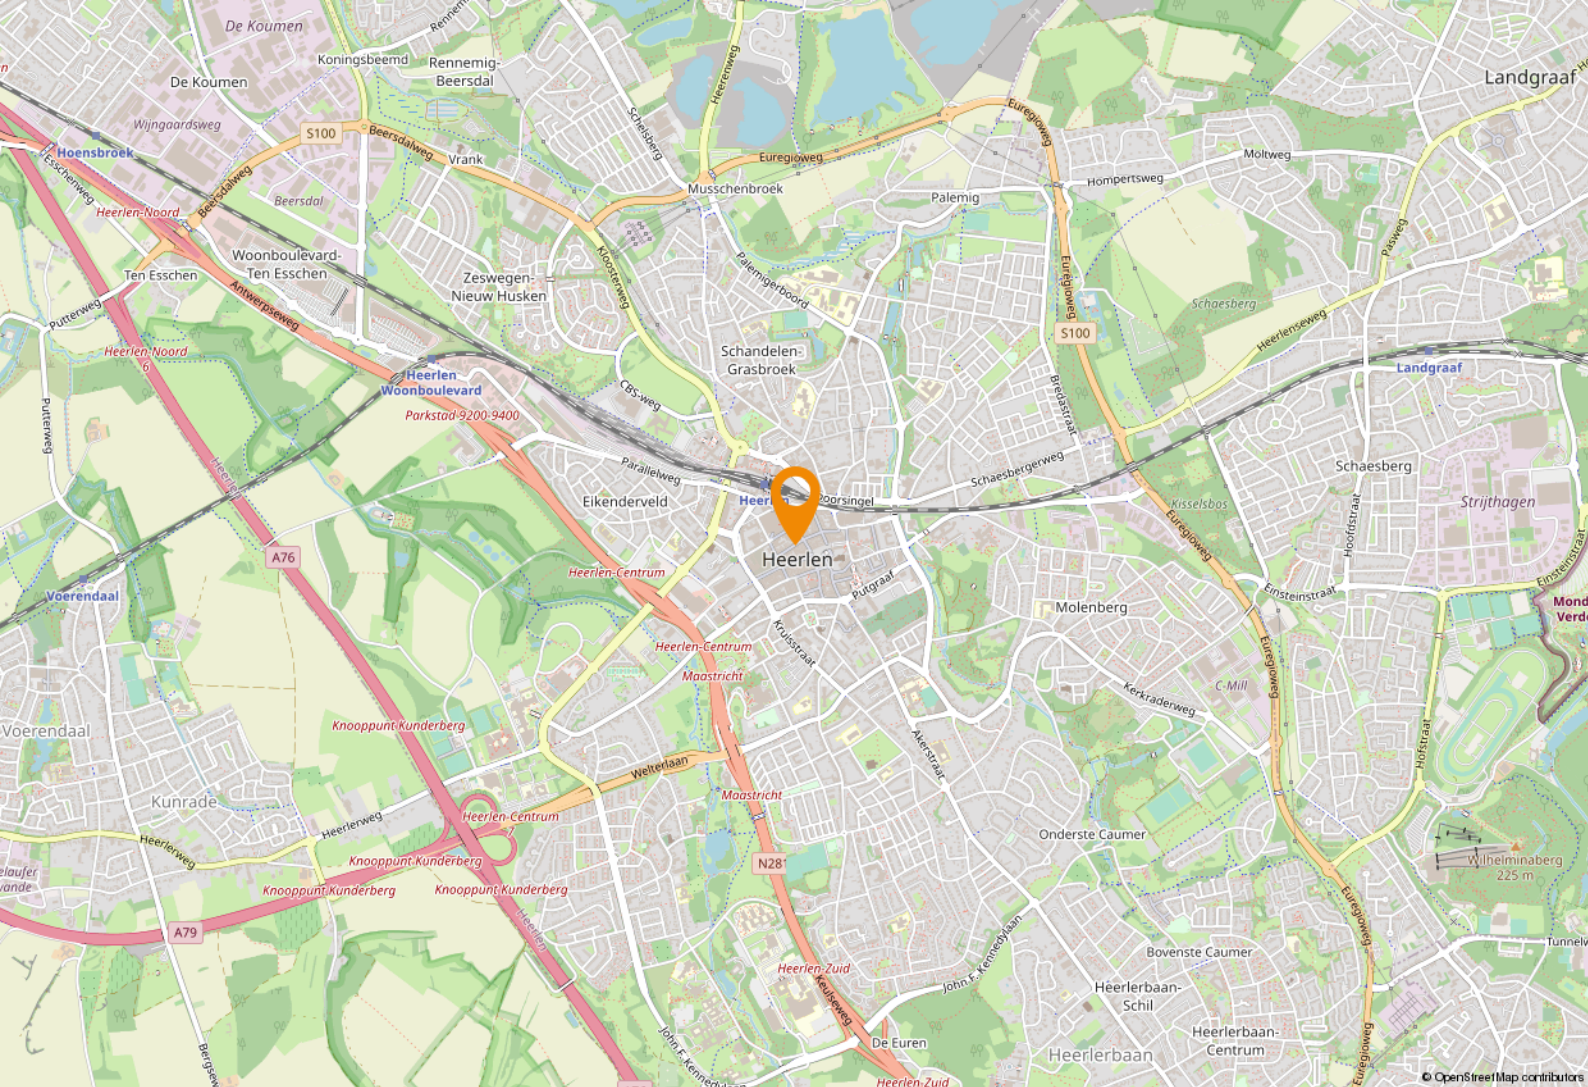 De Koumen
Koningsbeemd
Rennemig-
Beersdal
Heerenweg
Landgraaf
De Koumen
Wijngaardsweg
S100
Beersdalweg
Vrank
Schelsberg
Euregioweg
Euregioweg
Hoensbroek
Esschenweg
Beersdalweg
Beersdal
Musschenbroek
Palemig
Hompertsweg
Moltweg
Heerlen-Noord
Woonboulevard-
Ten Esschen
Ten Esschen
Zeswegen-
Nieuw Husken
Kloosterweg
Palemigerboord
Euregioweg
Pasweg
Schaesberg
Putterweg
Antwerpseweg
S100
Heerlenseweg
Heerlen-Noord
6
Schandelen-
Grasbroek
Heerlen
Woonboulevard
CBS-weg
Landgraaf
Parkstad-9200-9400
Putterweg
Bredastraat
Parallelweg
Schaesbergerweg
Schaesberg
Heerlen
Eikenderveld
Kisselsbos
Strijthagen
Hoofdstraat
Euregioweg
A76
Heerlen
Heerlen-Centrum
Putgraaf
Voerendaal
Molenberg
Einsteinstraat
Einsteinstraat
Kruisstraat
Heerlen-Centrum
Maastricht
Euregioweg
C-Mill
Kerkraderweg
Knooppunt Kunderberg
Voerendaal
Akerstraat
Hofstraat
Welterlaan
Kunrade
Maastricht
Heerlerweg
Heerlen-Centrum
7
Heerlerweg
Onderste Caumer
Knooppunt Kunderberg
Knooppunt Kunderberg
Knooppunt Kunderberg
N281
Wilhelminaberg
225 m
A79
Heerlen
Euregioweg
John F. Kennedylaan
Bovenste Caumer
Heerlen-Zuid
Keulseweg
Heerlerbaan-
Schil
De Euren
Heerlerbaan-
Centrum
Heerlerbaan
Euregioweg
Heerlen-Zuid
© OpenStreetMap contributors